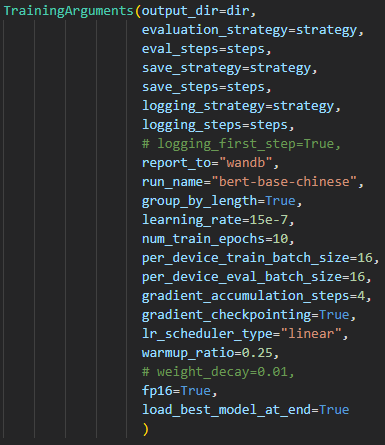 TrainingArguments(output_dir=dir,
evaluation_strategy=strategy,
eval_steps=steps,
save_strategy=strategy,
save_steps=steps,
logging_strategy=strategy,
logging_steps=steps,
# logging_first_step=True,
report_to="wandb",
run_name="bert-base-chinese",
group_by_length=True,
learning_rate=15e-7,
num_train_epochs=10,
per_device_train_batch_size=16,
per_device_eval_batch_size=16,
gradient_accumulation_steps=4,
gradient_checkpointing=True,
lr_scheduler_type="linear",
warmup_ratio=0.25,
# weight_decay=0.01,
fp16=True,
load_best_model_at_end=True
)